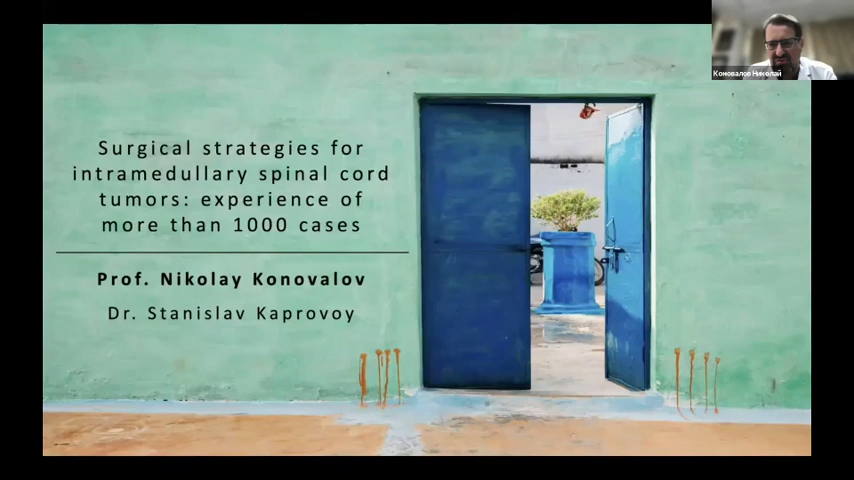 Surgical strategies for
intramedullary spinal cord
tumors: experience of
more than 1000 cases
Prof. Nikolay Konovalov
Dr. Stanislav Kaprovoy
Коновалов Николай